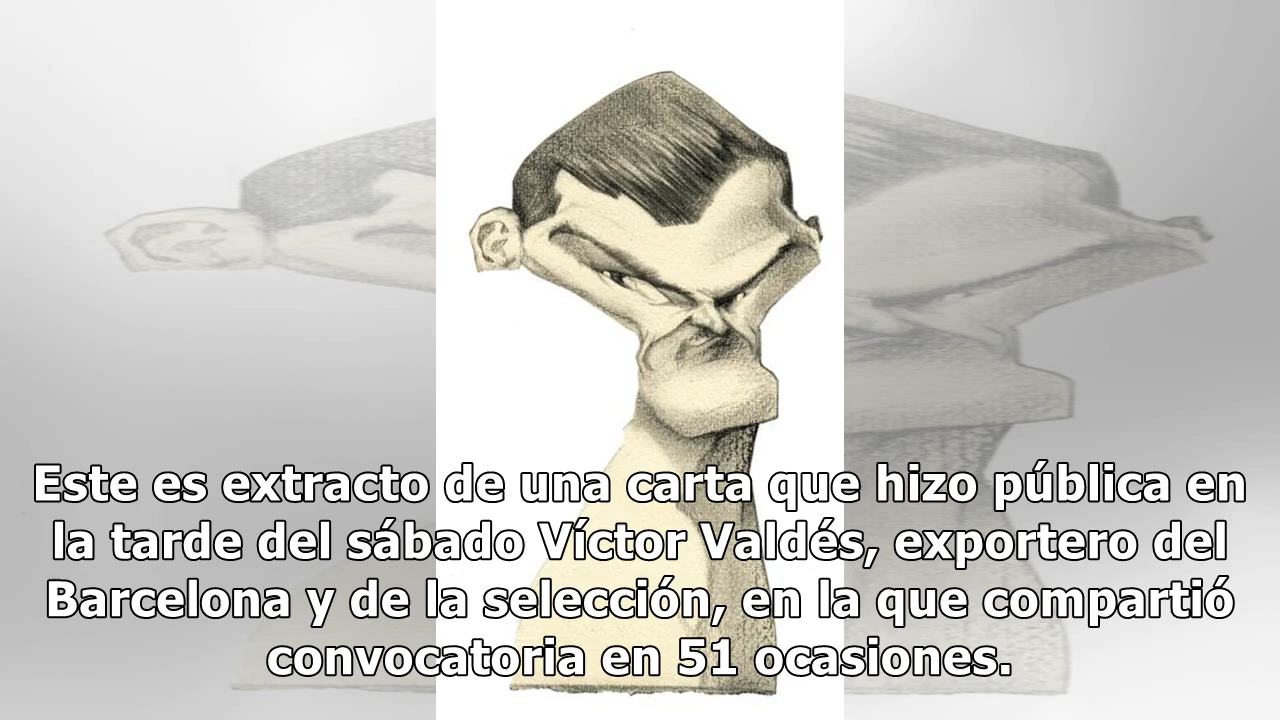 Este es extracto de una carta que hizo pública en
la tarde del sábado Víctor Valdés, exportero del
Barcelona y de la selección, en la que compartió
convocatoria en 51 ocasiones.